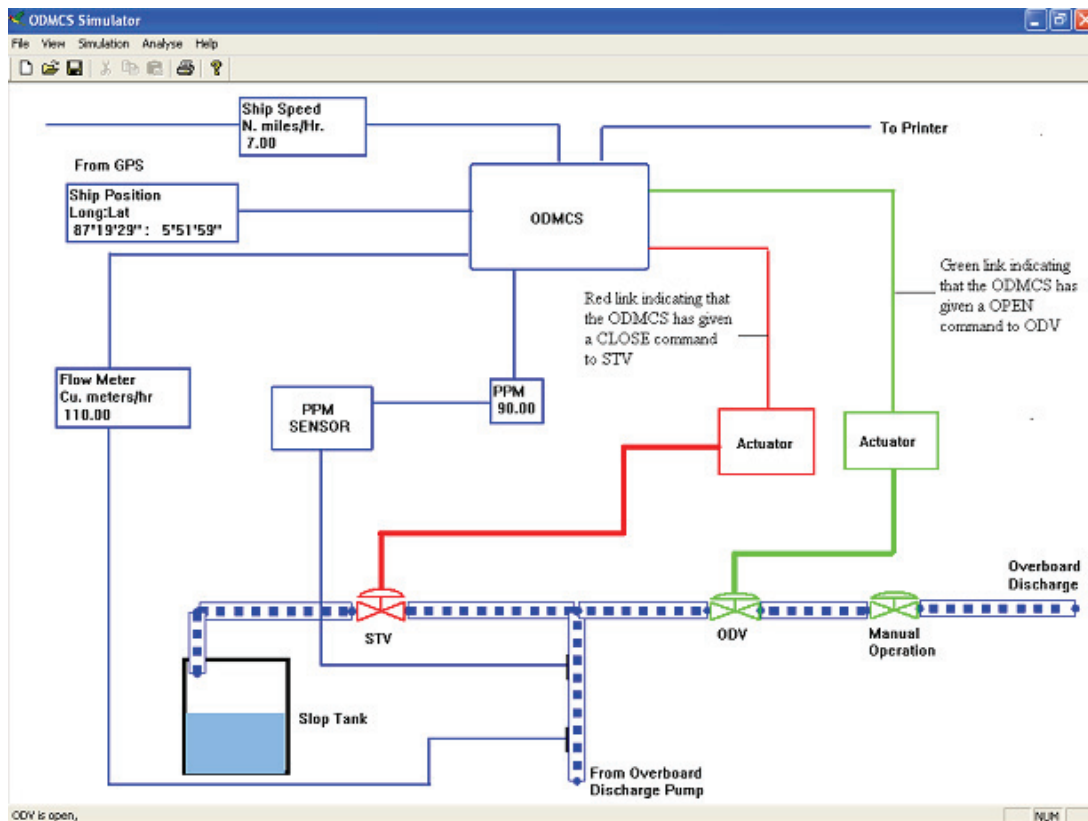 ODMCS Simulator
File View Simulation Analyse Help
Ship Speed
N. miles/Hr.
7.00
To Printer
From GPS
Ship Position
Long:Lat
87°19'29" : 5°51'59"
ODMCS
Green link indicating
that the ODMCS has
given a OPEN
command to ODV
Red link indicating that
the ODMCS has given
a CLOSE command
to STV
Flow Meter
Cu. meters/hr
110.00
PPM
SENSOR
PPM
90.00
Actuator
Actuator
Overboard
Discharge
STV
ODV
Manual
Operation
Slop Tank
From Overboard
Discharge Pump
ODV is open,
NUM